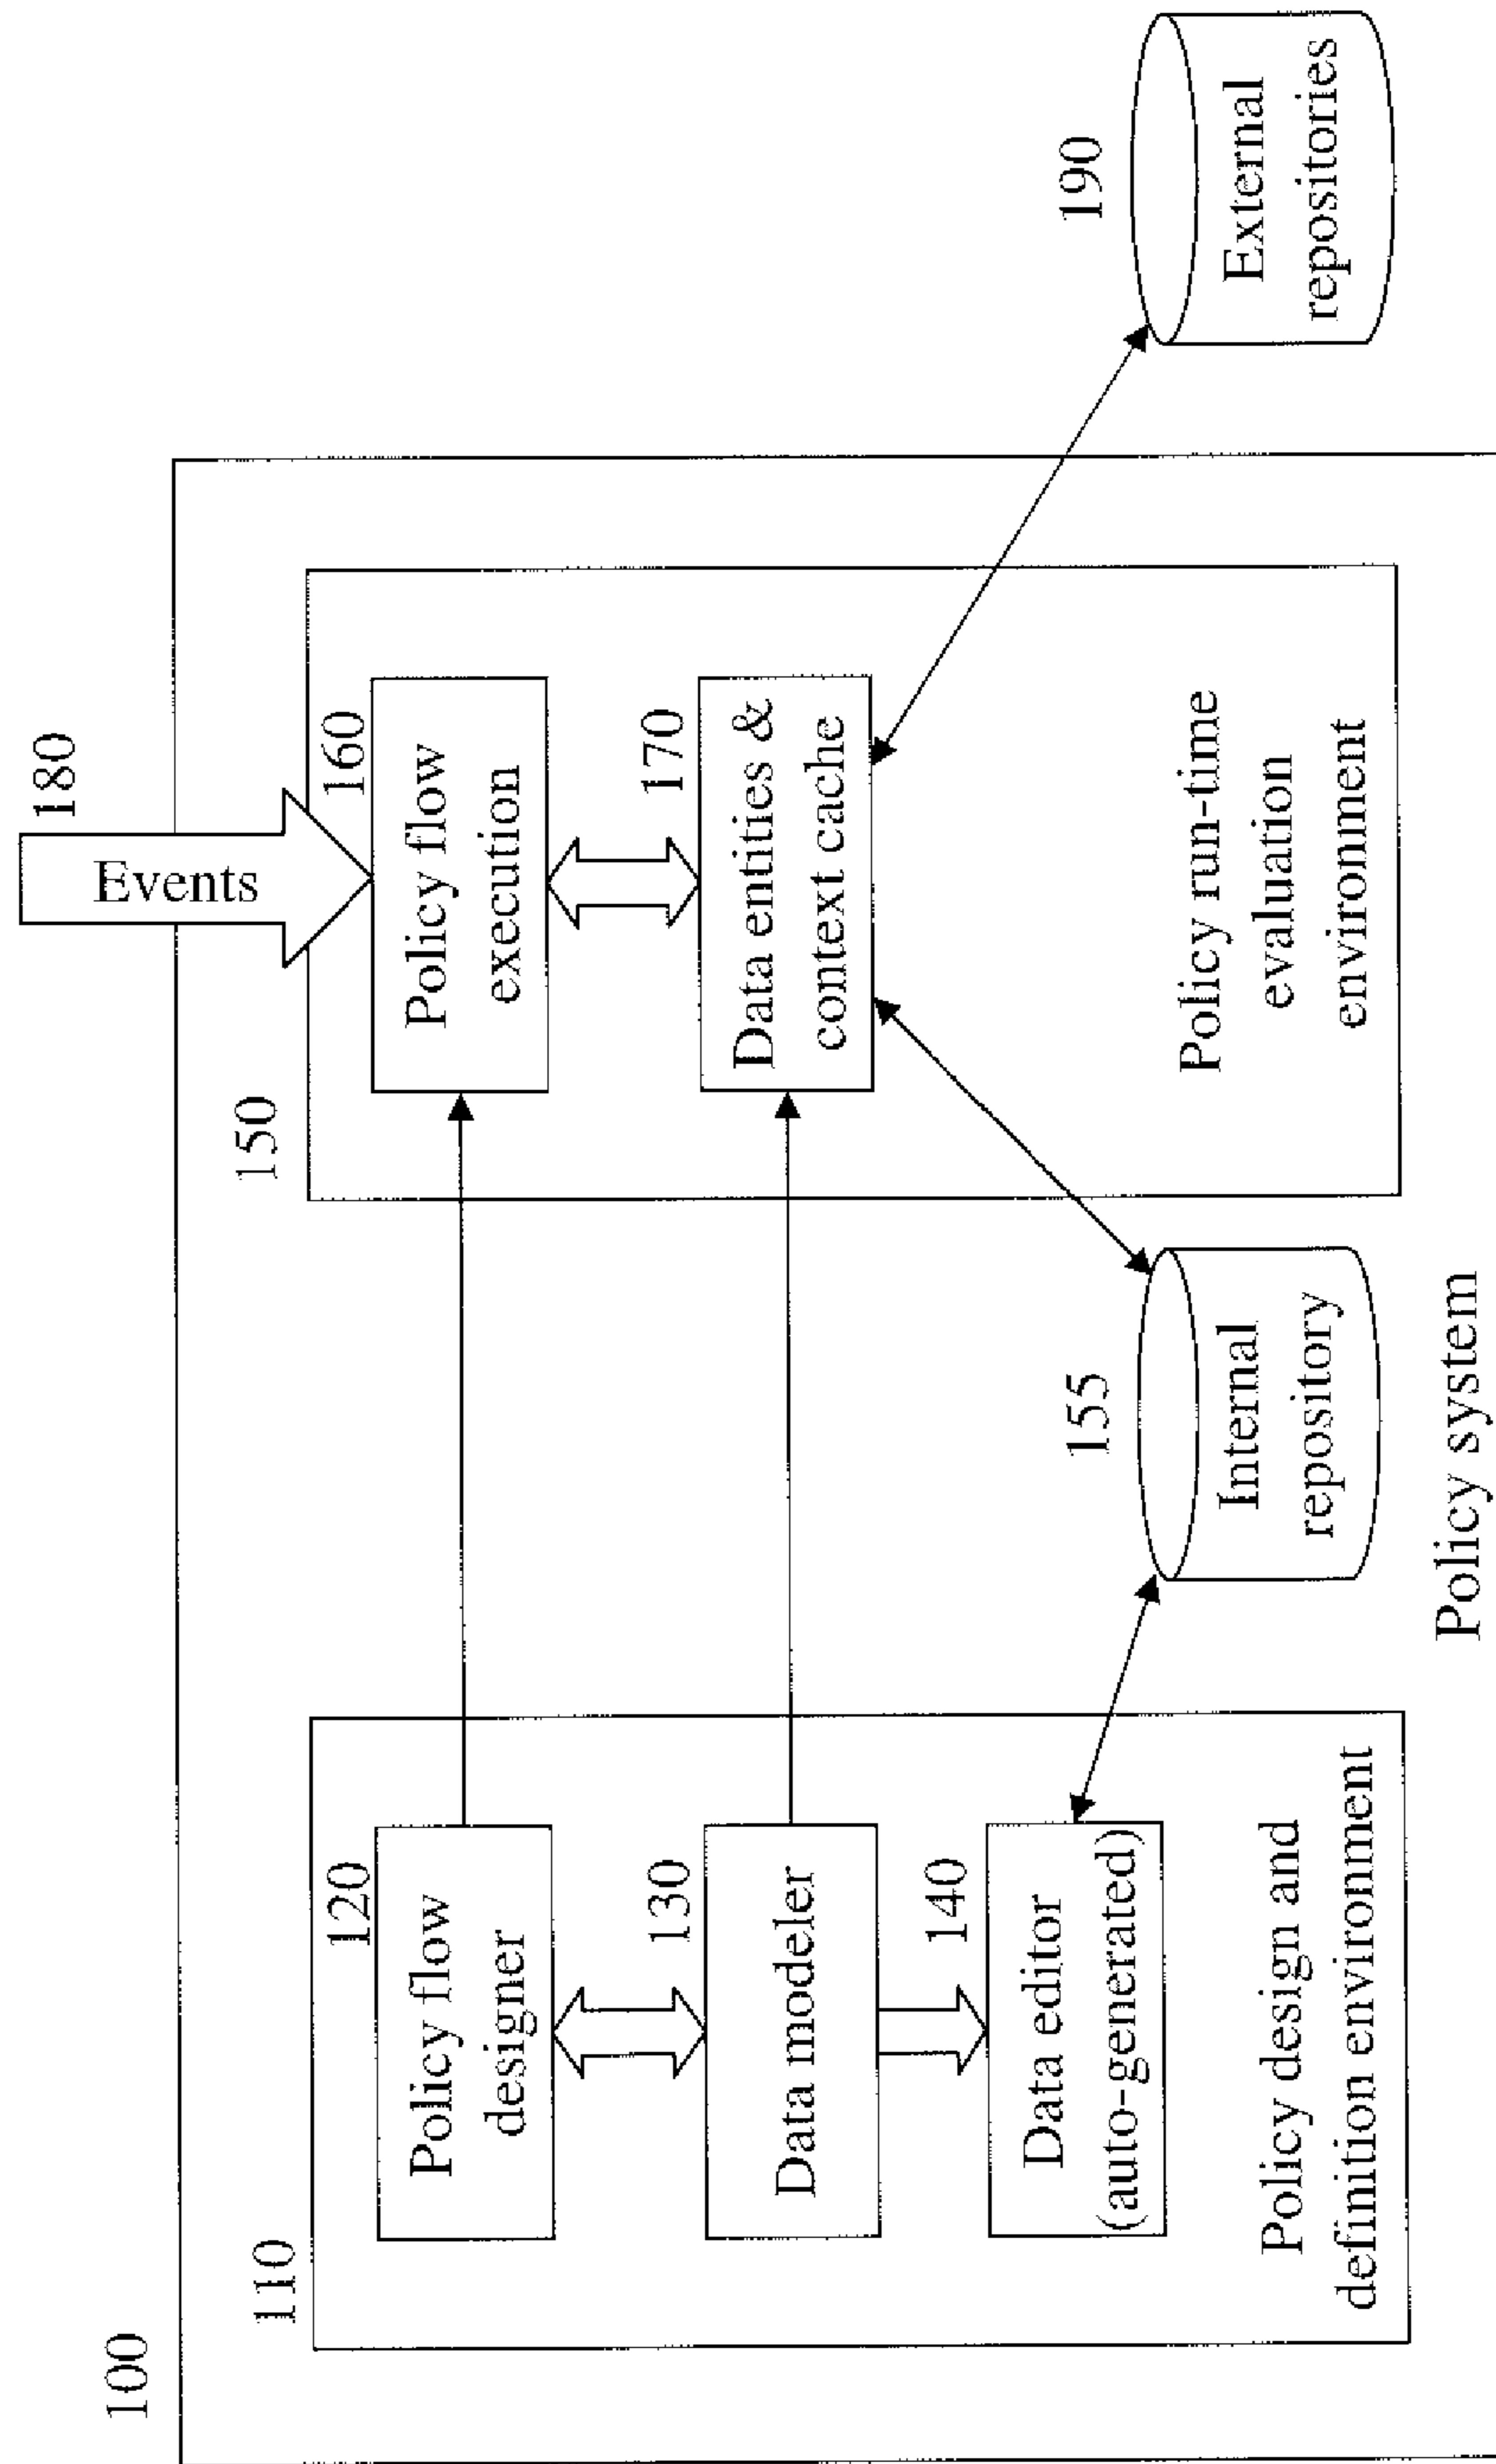 180
Events
100
110
150
120
Policy flow
designer
160
Policy flow
execution
130
Data modeler
170
Data entities &
context cache
140
Data editor
(auto-generated)
155
Internal
repository
190
External
repositories
Policy design and
definition environment
Policy run-time
evaluation
environment
Policy system